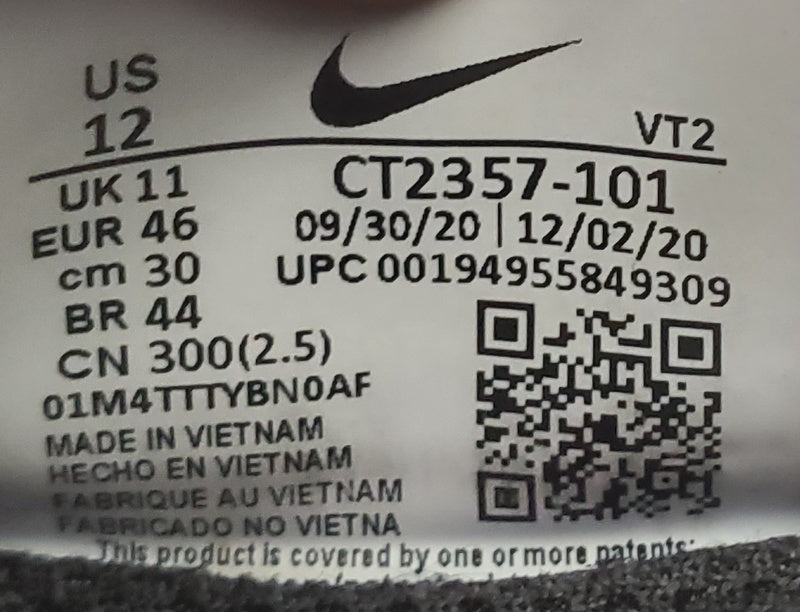 US
12
VT2
UK 11
CT2357-101
EUR 46
09/30/20 | 12/02/20
cm 30
UPC 00194955849309
BR 44
CN 300(2.5)
01M4TTTYBN0AF
MADE IN VIETNAM
HECHO EN VIETNAM
FABRIQUE AU VIETNAM
FABRICADO NO VIETNA
This product is covered by one or more patents: